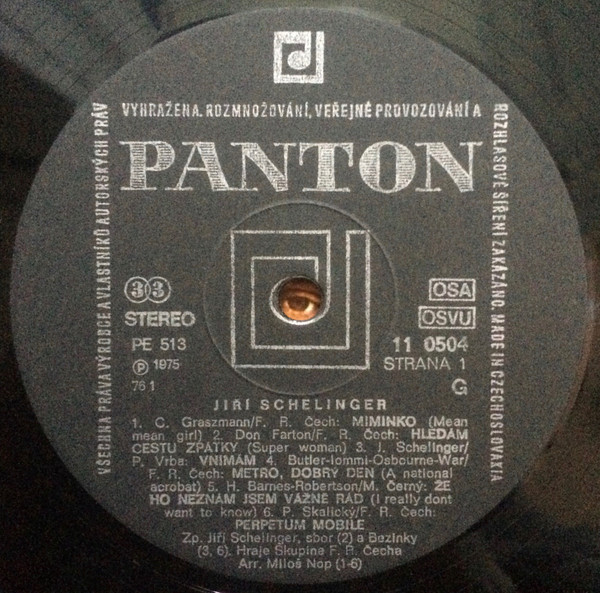 VYHRAŽENA. ROZMNOŽOVÁNÍ, VEŘEJNÉ PROVOZOVÁNÍ A
ROZHLASOVÉ ŠÍŘENÍ ZAKÁZÁNO. MADE IN CZECHOSLOVAKIA
VŠECHNA PRÁVA VÝROBCE A VLASTNÍKŮ AUTORSKÝCH PRÁV
PANTON
33
STEREO
PE 513
Ⓟ 1975
76 1
OSA
OSVU
11 0504
STRANA 1
G
JIŘÍ SCHELINGER
1. C. Graszmann/F. R. Čech: MIMINKO (Mean
mean girl) 2. Don Farton/F. R. Čech: HLEDÁM
CESTU ZPÁTKY (Super woman) 3. J. Schelinger/
P. Vrba: VNÍMÁM 4. Butler-Iommi-Osbourne-War/
F. R. Čech: METRO, DOBRÝ DEN (A national
acrobat) 5. H. Barnes-Robertson/M. Černý: ŽE
HO NEZNÁM JSEM VÁŽNĚ RÁD (I really dont
want to know) 6. P. Skalický/F. R. Čech:
PERPETUM MOBILE
Zp. Jiří Schelinger, sbor (2) a Bezinky
(3, 6). Hraje Skupina F. R. Čecha
Arr. Miloš Nop (1-6)